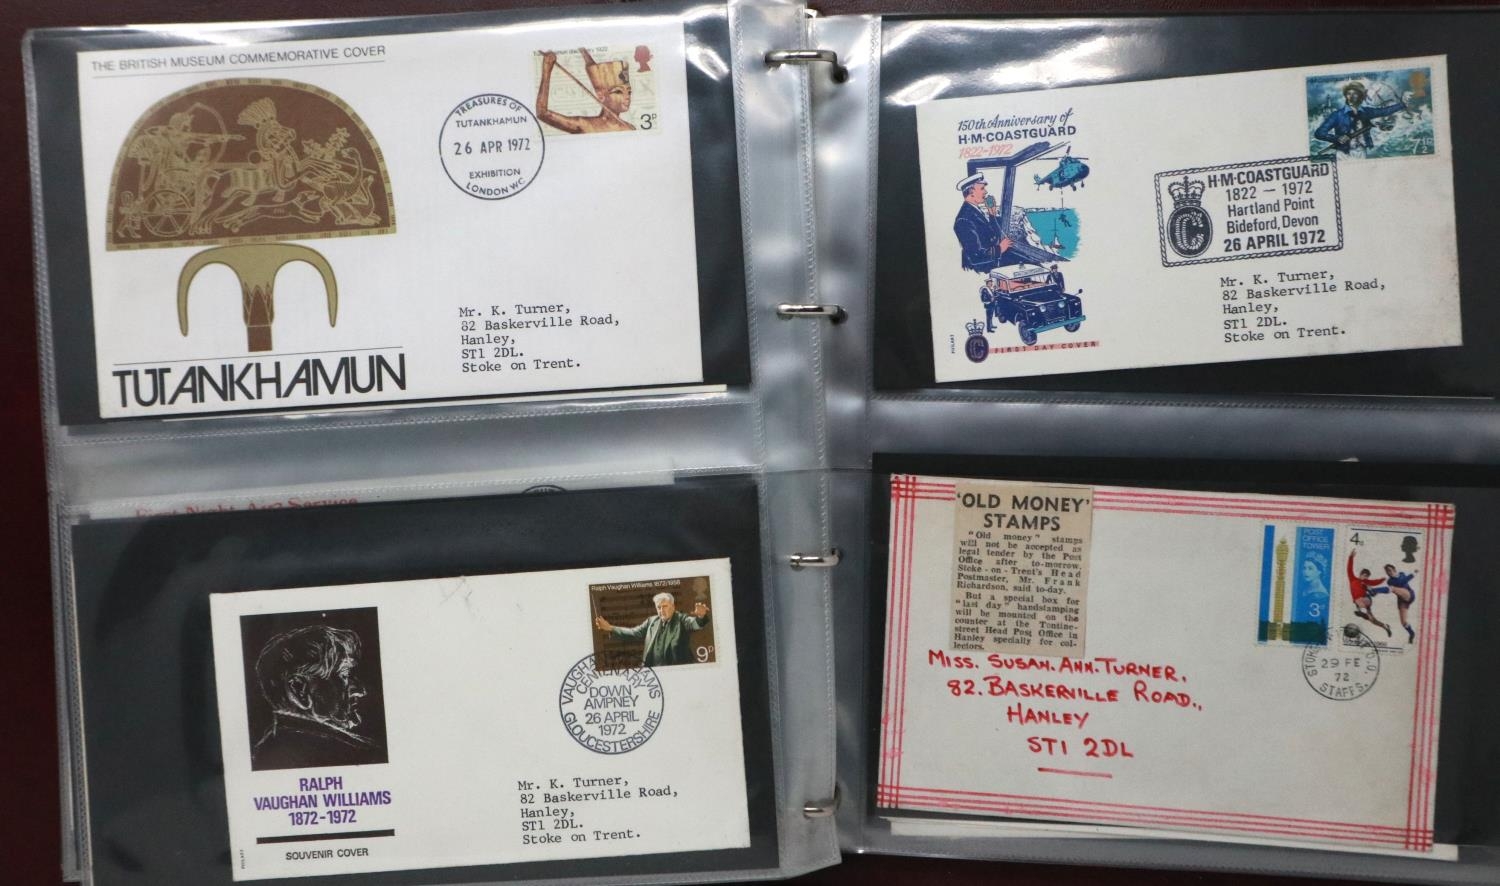 THE BRITISH MUSEUM COMMEMORATIVE COVER
3P
TREASURES OF
TUTANKHAMUN
26 APR 1972
EXHIBITION
LONDON WC
Mr. K. Turner,
82 Baskerville Road,
Hanley,
ST1 2DL.
Stoke on Trent.
TUTANKHAMUN
150th Anniversary of
H·M·COASTGUARD
1822-1972
FIRST DAY COVER
7½P
H·M·COASTGUARD
1822 - 1972
Hartland Point
Bideford, Devon
26 APRIL 1972
Mr. K. Turner,
82 Baskerville Road,
Hanley,
ST1 2DL.
Stoke on Trent.
Ralph Vaughan Williams 1872/1958
9P
VAUGHAN WILLIAMS
CENTENARY
DOWN
AMPNEY
26 APRIL
1972
GLOUCESTERSHIRE
RALPH
VAUGHAN WILLIAMS
1872-1972
SOUVENIR COVER
Mr. K. Turner,
82 Baskerville Road,
Hanley,
ST1 2DL.
Stoke on Trent.
'OLD MONEY'
STAMPS
"Old money" stamps
will not be accepted as
legal tender by the Post
Office after to-morrow,
Stoke-on-Trent's Head
Postmaster, Mr. Frank
Richardson, said to-day.
But a special box for
"last day" handstamping
will be mounted on the
counter at the Tontine-
street Head Post Office in
Hanley specially for col-
lectors.
POST
OFFICE
TOWER
3D
4D
29 FE
72
STAFFS.
MISS. SUSAN. ANN. TURNER.
82. BASKERVILLE ROAD.,
HANLEY
ST1 2DL